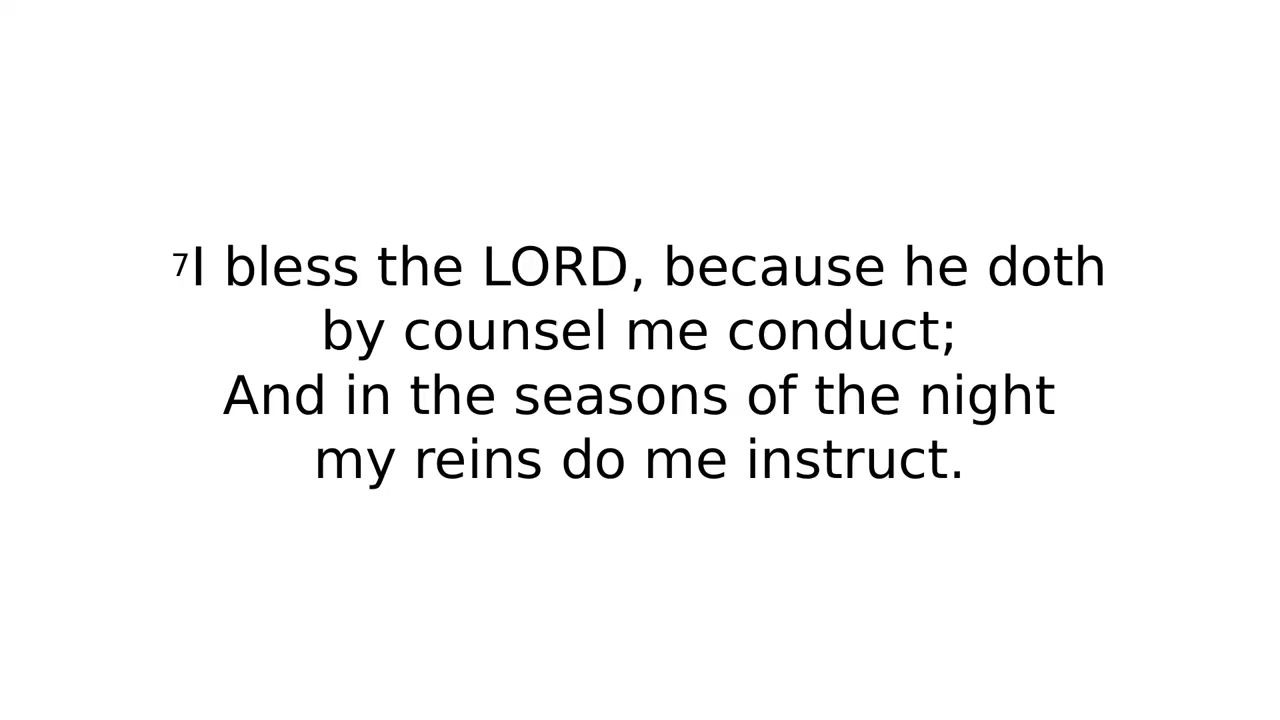 ⁷I bless the LORD, because he doth
by counsel me conduct;
And in the seasons of the night
my reins do me instruct.